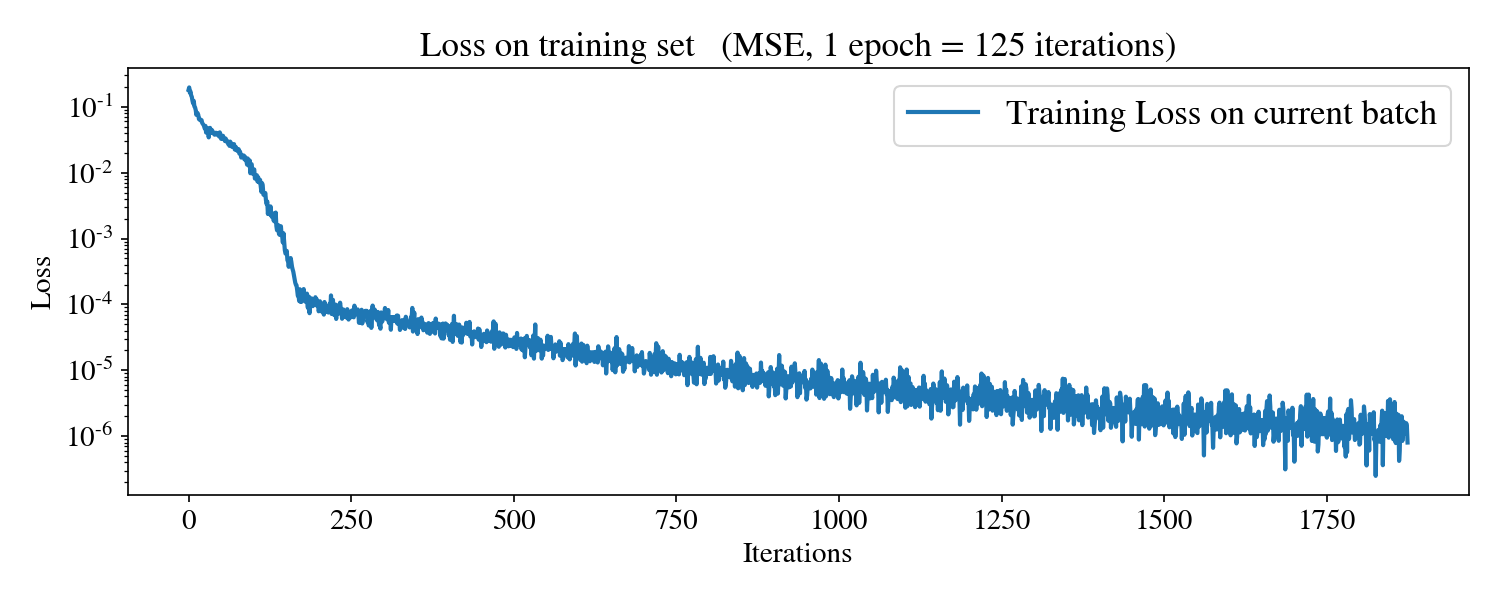 Loss on training set (MSE, 1 epoch = 125 iterations)
Training Loss on current batch
Loss
10-1
10-2
10-3
10-4
10-5
10-6
0 250 500 750 1000 1250 1500 1750
Iterations